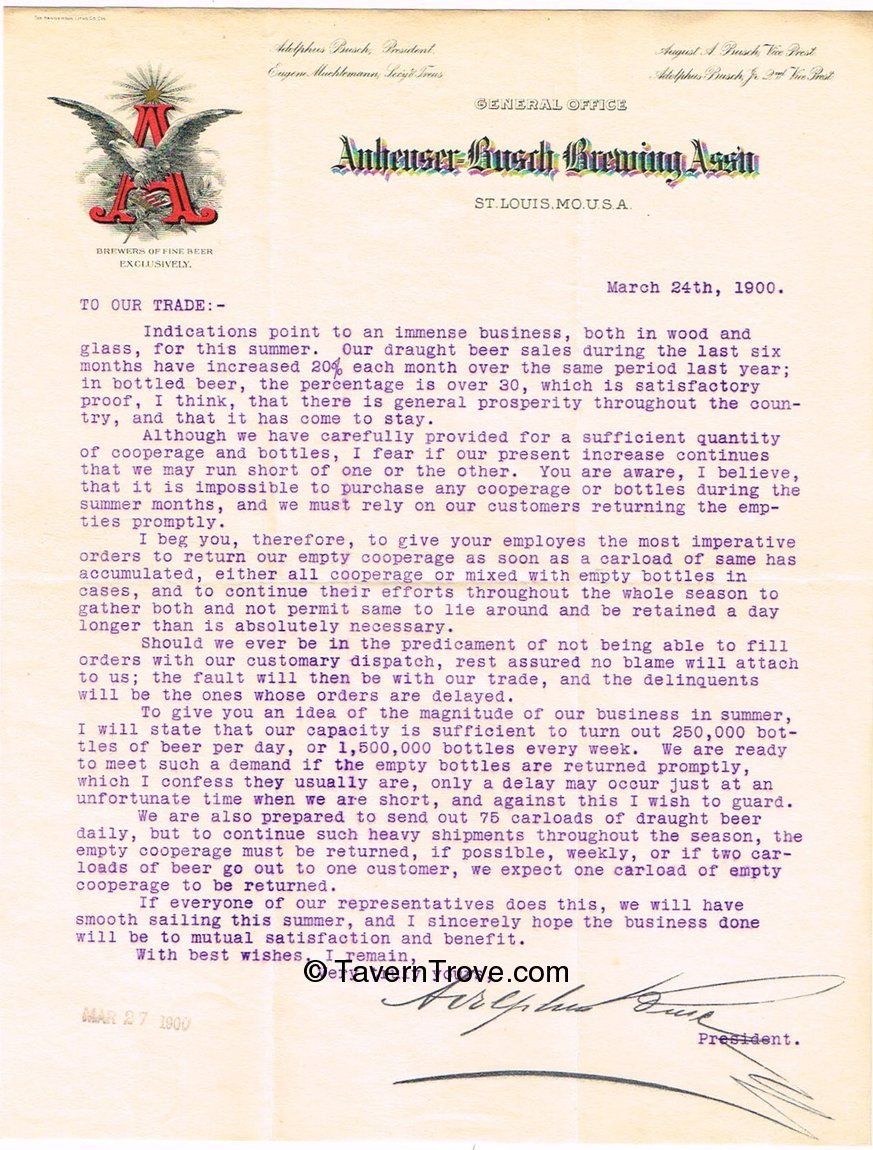 Adolphus Busch, President.
Eugene Muehlemann, Secy & Treas
August A. Busch, Vice Prest.
Adolphus Busch, Jr. 2nd Vice Prest
GENERAL OFFICE
Anheuser-Busch Brewing Ass'n
ST. LOUIS, MO. U.S.A.
A
BREWERS OF FINE BEER
EXCLUSIVELY.
March 24th, 1900.
TO OUR TRADE:-
Indications point to an immense business, both in wood and
glass, for this summer. Our draught beer sales during the last six
months have increased 20% each month over the same period last year;
in bottled beer, the percentage is over 30, which is satisfactory
proof, I think, that there is general prosperity throughout the coun-
try, and that it has come to stay.
Although we have carefully provided for a sufficient quantity
of cooperage and bottles, I fear if our present increase continues
that we may run short of one or the other. You are aware, I believe,
that it is impossible to purchase any cooperage or bottles during the
summer months, and we must rely on our customers returning the emp-
ties promptly.
I beg you, therefore, to give your employes the most imperative
orders to return our empty cooperage as soon as a carload of same has
accumulated, either all cooperage or mixed with empty bottles in
cases, and to continue their efforts throughout the whole season to
gather both and not permit same to lie around and be retained a day
longer than is absolutely necessary.
Should we ever be in the predicament of not being able to fill
orders with our customary dispatch, rest assured no blame will attach
to us; the fault will then be with our trade, and the delinquents
will be the ones whose orders are delayed.
To give you an idea of the magnitude of our business in summer,
I will state that our capacity is sufficient to turn out 250,000 bot-
tles of beer per day, or 1,500,000 bottles every week. We are ready
to meet such a demand if the empty bottles are returned promptly,
which I confess they usually are, only a delay may occur just at an
unfortunate time when we are short, and against this I wish to guard.
We are also prepared to send out 75 carloads of draught beer
daily, but to continue such heavy shipments throughout the season, the
empty cooperage must be returned, if possible, weekly, or if two car-
loads of beer go out to one customer, we expect one carload of empty
cooperage to be returned.
If everyone of our representatives does this, we will have
smooth sailing this summer, and I sincerely hope the business done
will be to mutual satisfaction and benefit.
With best wishes, I remain,
Very truly yours,
©TavernTrove.com
Adolphus Busch
President.
MAR 27 1900